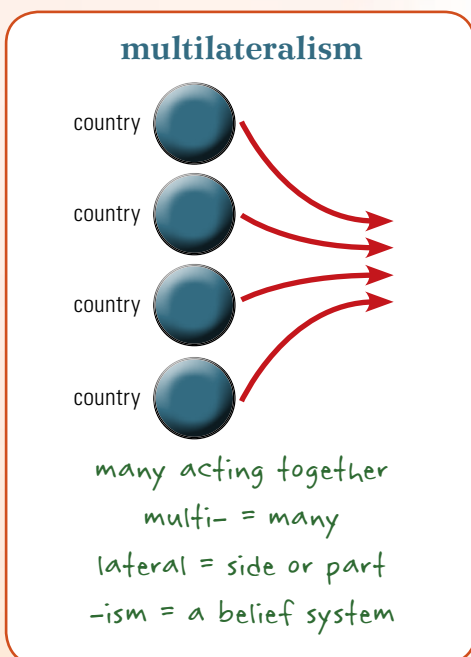 multilateralism
country
country
country
country
many acting together
multi- = many
lateral = side or part
-ism = a belief system